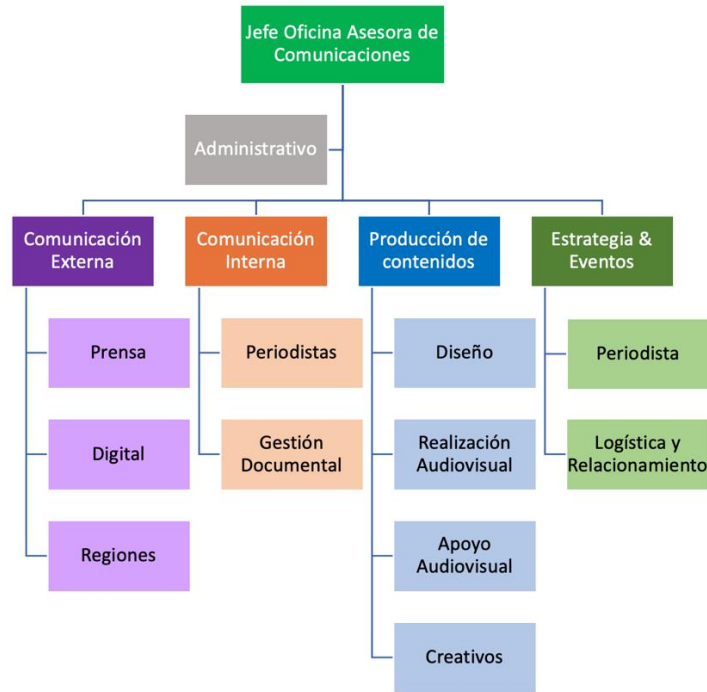 Jefe Oficina Asesora de
Comunicaciones
Administrativo
Comunicación
Externa
Comunicación
Interna
Producción de
contenidos
Estrategia &
Eventos
Prensa
Periodistas
Diseño
Periodista
Digital
Gestión
Documental
Realización
Audiovisual
Logística y
Relacionamiento
Regiones
Apoyo
Audiovisual
Creativos